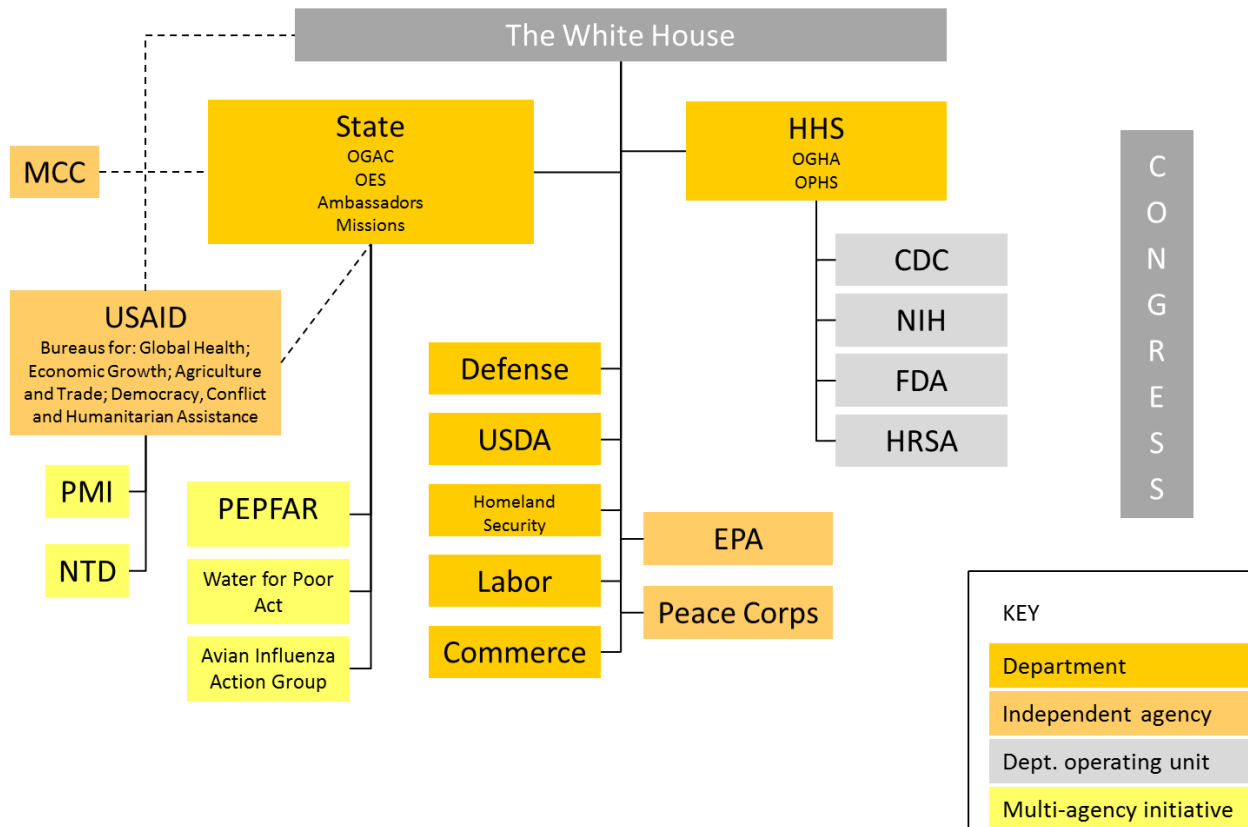 The White House
State
OGAC
OES
Ambassadors
Missions
HHS
OGHA
OPHS
MCC
C
O
N
G
R
E
S
S
CDC
NIH
FDA
HRSA
USAID
Bureaus for: Global Health;
Economic Growth; Agriculture
and Trade; Democracy, Conflict
and Humanitarian Assistance
PMI
NTD
PEPFAR
Water for Poor
Act
Avian Influenza
Action Group
Defense
USDA
Homeland
Security
Labor
Commerce
EPA
Peace Corps
KEY
Department
Independent agency
Dept. operating unit
Multi-agency initiative